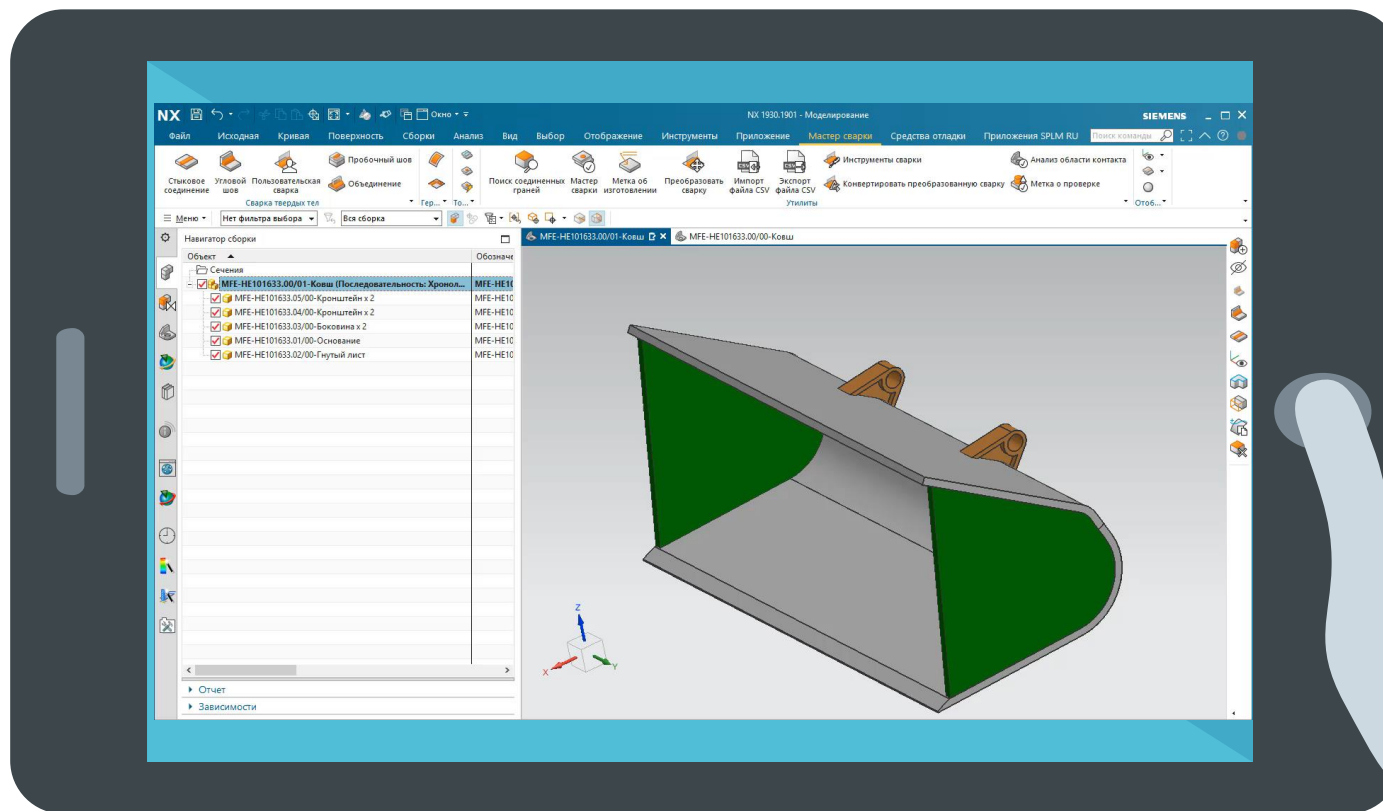 NX Окно NX 1930.1901 - Моделирование SIEMENS
Файл Исходная Кривая Поверхность Сборки Анализ Вид Выбор Отображение Инструменты Приложение Мастер сварки Средства отладки Приложения SPLM RU Поиск команды
Стыковое соединение
Угловой шов
Пользовательская сварка
Пробочный шов
Объединение
Сварка твердых тел
Гер...
То...
Поиск соединенных граней
Мастер сварки
Метка об изготовлении
Преобразовать сварку
Импорт файла CSV
Экспорт файла CSV
Инструменты сварки
Конвертировать преобразованную сварку
Анализ области контакта
Метка о проверке
Утилиты
Отоб...
Меню Нет фильтра выбора Вся сборка
Навигатор сборки
MFE-HE101633.00/01-Ковш MFE-HE101633.00/00-Ковш
Объект Обозначе
Сечения
MFE-HE101633.00/01-Ковш (Последовательность: Хронол... MFE-HE10
MFE-HE101633.05/00-Кронштейн x 2 MFE-HE10
MFE-HE101633.04/00-Кронштейн x 2 MFE-HE10
MFE-HE101633.03/00-Боковина x 2 MFE-HE10
MFE-HE101633.01/00-Основание MFE-HE10
MFE-HE101633.02/00-Гнутый лист MFE-HE10
Z
X
Y
Отчет
Зависимости